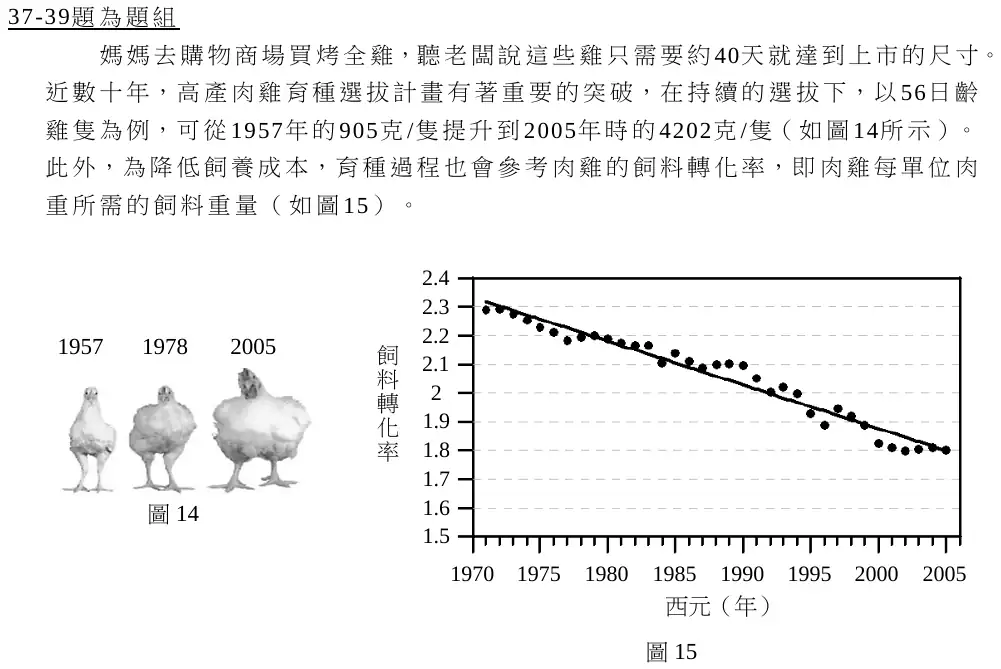 37-39題為題組
媽媽去購物商場買烤全雞，聽老闆說這些雞只需要約40天就達到上市的尺寸。
近數十年，高產肉雞育種選拔計畫有著重要的突破，在持續的選拔下，以56日齡
雞隻為例，可從1957年的905克/隻提升到2005年時的4202克/隻（如圖14所示）。
此外，為降低飼養成本，育種過程也會參考肉雞的飼料轉化率，即肉雞每單位肉
重所需的飼料重量（如圖15）。
1957 1978 2005
圖 14
飼料轉化率
2.4
2.3
2.2
2.1
2
1.9
1.8
1.7
1.6
1.5
1970 1975 1980 1985 1990 1995 2000 2005
西元（年）
圖 15